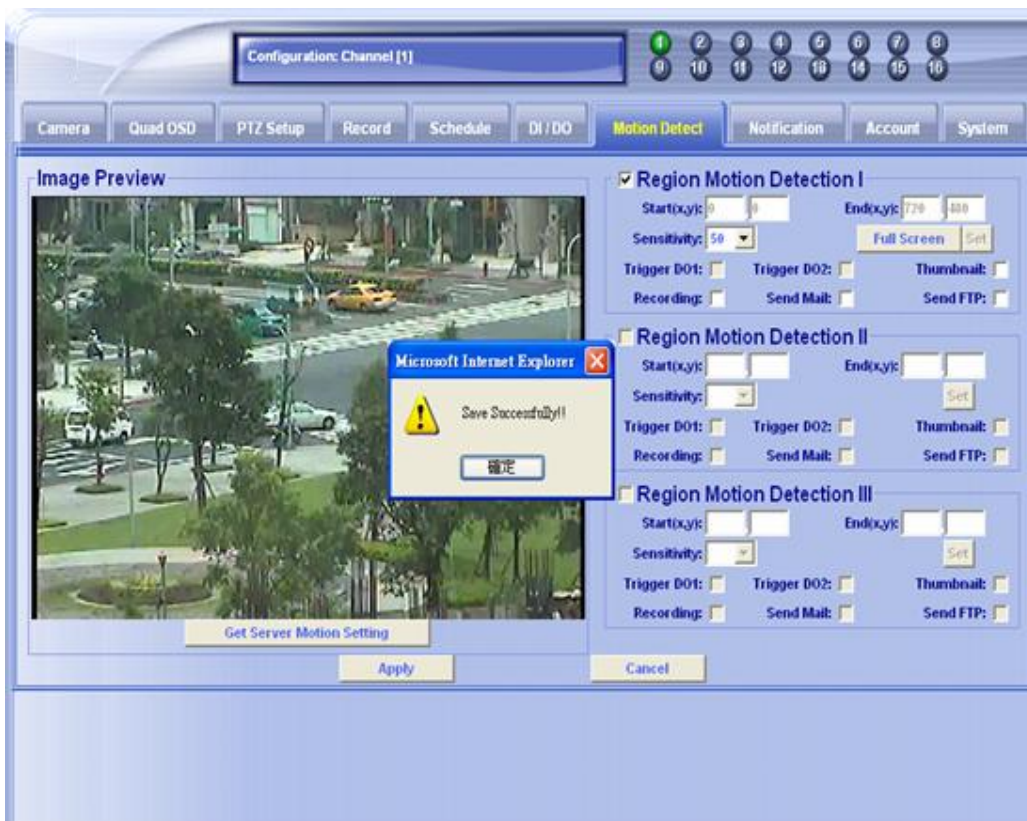 Configuration: Channel [1]
1 2 3 4 5 6 7 8
9 10 11 12 13 14 15 16
Camera Quad OSD PTZ Setup Record Schedule DI / DO Motion Detect Notification Account System
Image Preview
Region Motion Detection I
Start(x,y): 0 , 0 End(x,y): 720 , 480
Sensitivity: 50 Full Screen Set
Trigger DO1: Trigger DO2: Thumbnail:
Recording: Send Mail: Send FTP:
Region Motion Detection II
Start(x,y): , End(x,y): ,
Sensitivity: Set
Trigger DO1: Trigger DO2: Thumbnail:
Recording: Send Mail: Send FTP:
Region Motion Detection III
Start(x,y): , End(x,y): ,
Sensitivity: Set
Trigger DO1: Trigger DO2: Thumbnail:
Recording: Send Mail: Send FTP:
Microsoft Internet Explorer
Save Successfully!!
確定
Get Server Motion Setting
Apply Cancel